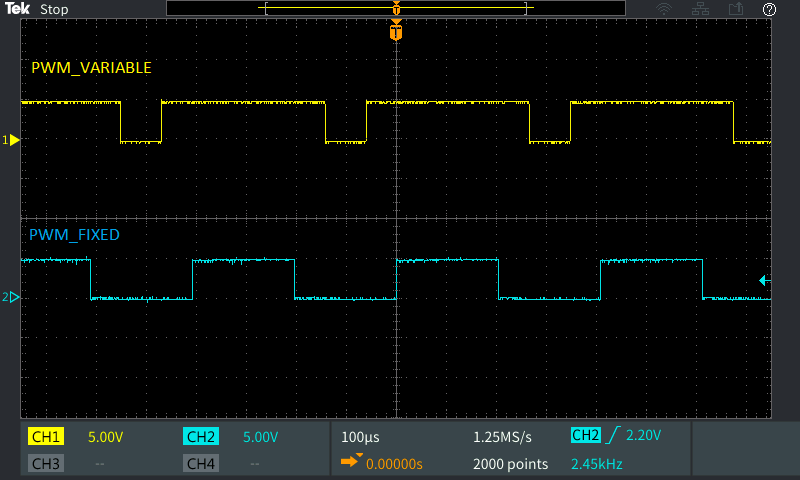 Tek Stop
T
T
PWM_VARIABLE
1
PWM_FIXED
2
CH1 5.00V CH2 5.00V 100µs 1.25MS/s CH2 2.20V
CH3 -- CH4 -- 0.00000s 2000 points 2.45kHz